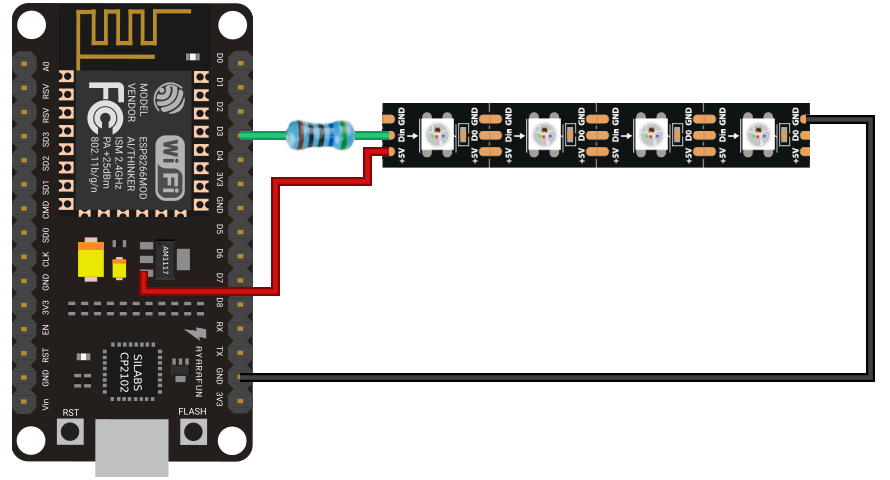 A0
RSV
RSV
SD3
SD2
SD1
CMD
SD0
CLK
GND
3V3
EN
RST
GND
Vin
MODEL ESP8266MOD
VENDOR AI/THINKER
ISM 2.4GHz
PA +25dBm
802.11b/g/n
FC
Wi Fi
AM1117
SILABS
CP2102
AYARAFUN
RST
FLASH
D0
D1
D2
D3
D4
3V3
GND
D5
D6
D7
D8
RX
TX
GND
3V3
+5V Din GND
+5V D0 GND
+5V Din GND
+5V D0 GND
+5V Din GND
+5V D0 GND
+5V Din GND
+5V D0 GND